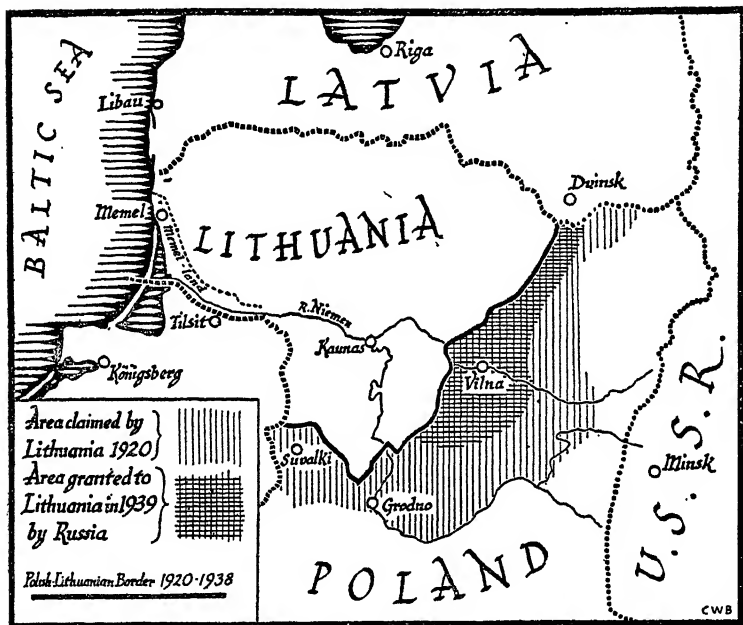 Riga
LATVIA
BALTIC SEA
Libau
Dvinsk
Memel
Memel-land
LITHUANIA
R. Niemen
Tilsit
Kaunas
Königsberg
Vilna
U.S.S.R.
Area claimed by
Lithuania 1920
Suvalki
Minsk
Area granted to
Lithuania in 1939
by Russia
Grodno
POLAND
Polish-Lithuanian Border 1920-1938
CWB